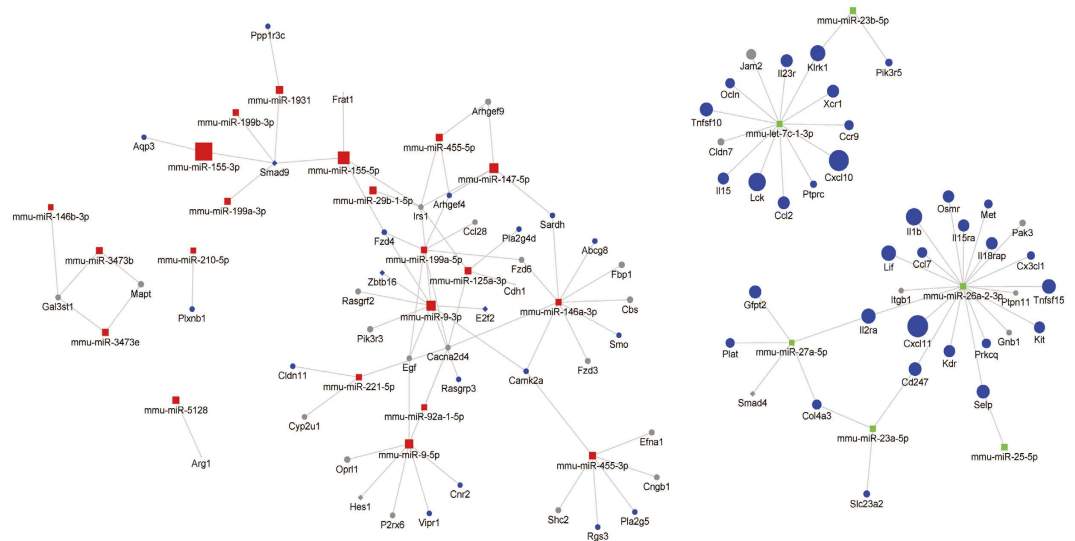 mmu-miR-23b-5p
Ppp1r3c
Jam2
Il23r
Klrk1
Pik3r5
Ocln
Xcr1
mmu-miR-1931
Frat1
Arhgef9
Tnfsf10
mmu-miR-199b-3p
mmu-let-7c-1-3p
Aqp3
mmu-miR-455-5p
Ccr9
mmu-miR-155-3p
Smad9
mmu-miR-155-5p
Cldn7
mmu-miR-147-5p
Cxcl10
Il15
Lck
Ptprc
Ccl2
mmu-miR-29b-1-5p
mmu-miR-199a-3p
Arhgef4
Irs1
Osmr
Met
mmu-miR-146b-3p
Sardh
Ccl28
Il1b
Il15ra
Pak3
Fzd4
Pla2g4d
Abcg8
Il18rap
mmu-miR-3473b
mmu-miR-210-5p
mmu-miR-199a-5p
Fzd6
Lif
Ccl7
Cx3cl1
Zbtb16
mmu-miR-125a-3p
Fbp1
Cdh1
mmu-miR-26a-2-3p
Gal3st1
Mapt
Rasgrf2
Itgb1
Ptpn11
Tnfsf15
Plxnb1
mmu-miR-9-3p
E2f2
mmu-miR-146a-3p
Cbs
Gfpt2
Il2ra
mmu-miR-3473e
Pik3r3
Smo
Cxcl11
Gnb1
Kit
mmu-miR-27a-5p
Prkcq
Plat
Kdr
Egf
Cacna2d4
Fzd3
Cldn11
Rasgrp3
Camk2a
Cd247
mmu-miR-221-5p
Smad4
Selp
mmu-miR-5128
Col4a3
mmu-miR-92a-1-5p
Cyp2u1
mmu-miR-23a-5p
Efna1
mmu-miR-9-5p
mmu-miR-25-5p
Arg1
Oprl1
mmu-miR-455-3p
Cngb1
Cnr2
Slc23a2
Hes1
P2rx6
Vipr1
Shc2
Pla2g5
Rgs3